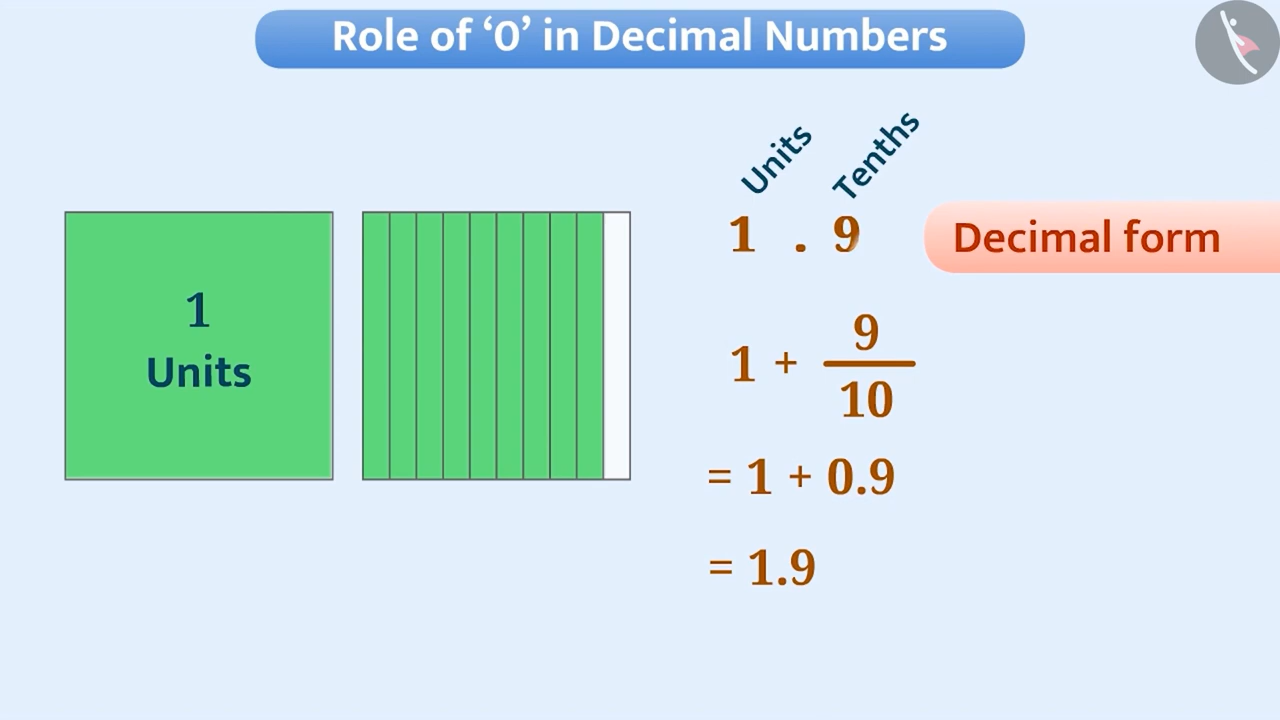 Role of ‘0’ in Decimal Numbers
Units Tenths
1 . 9
Decimal form
1
Units
1 + 9/10
= 1 + 0.9
= 1.9